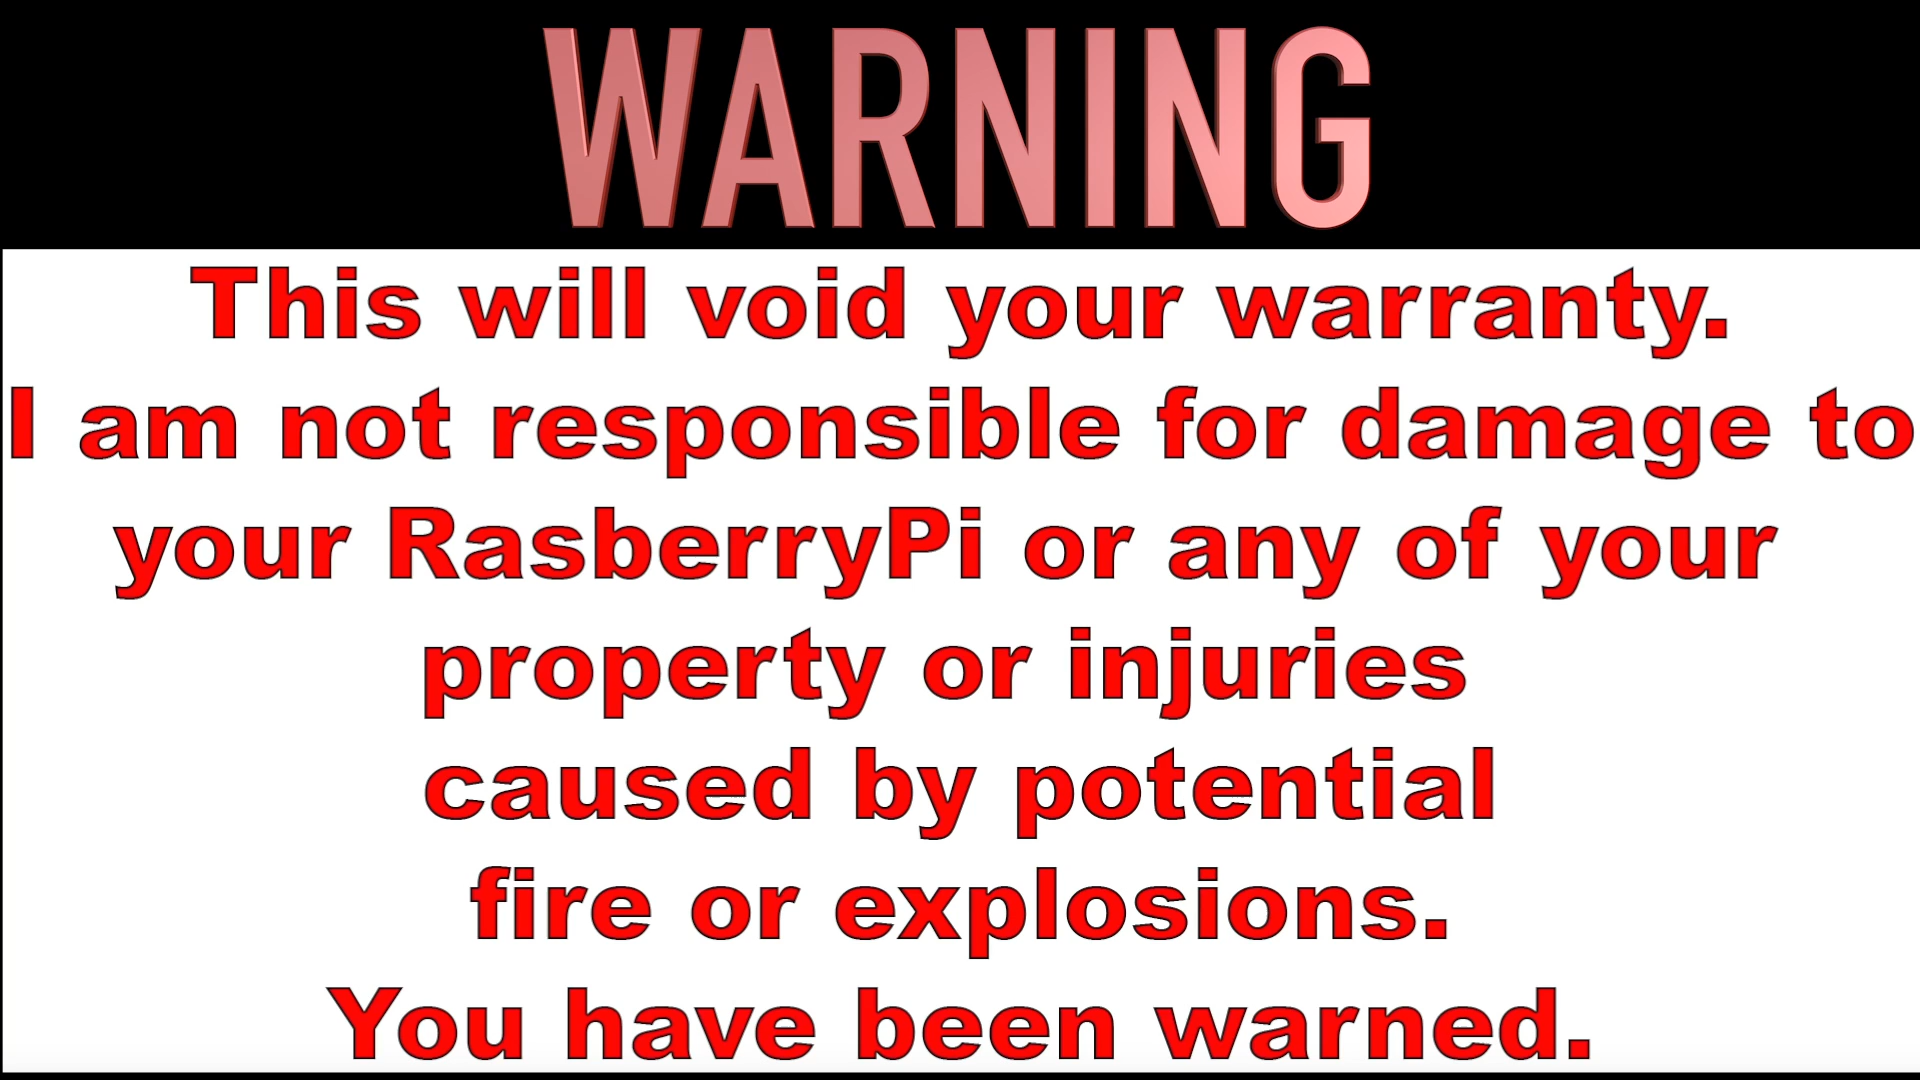 WARNING
This will void your warranty.
I am not responsible for damage to
your RasberryPi or any of your
property or injuries
caused by potential
fire or explosions.
You have been warned.